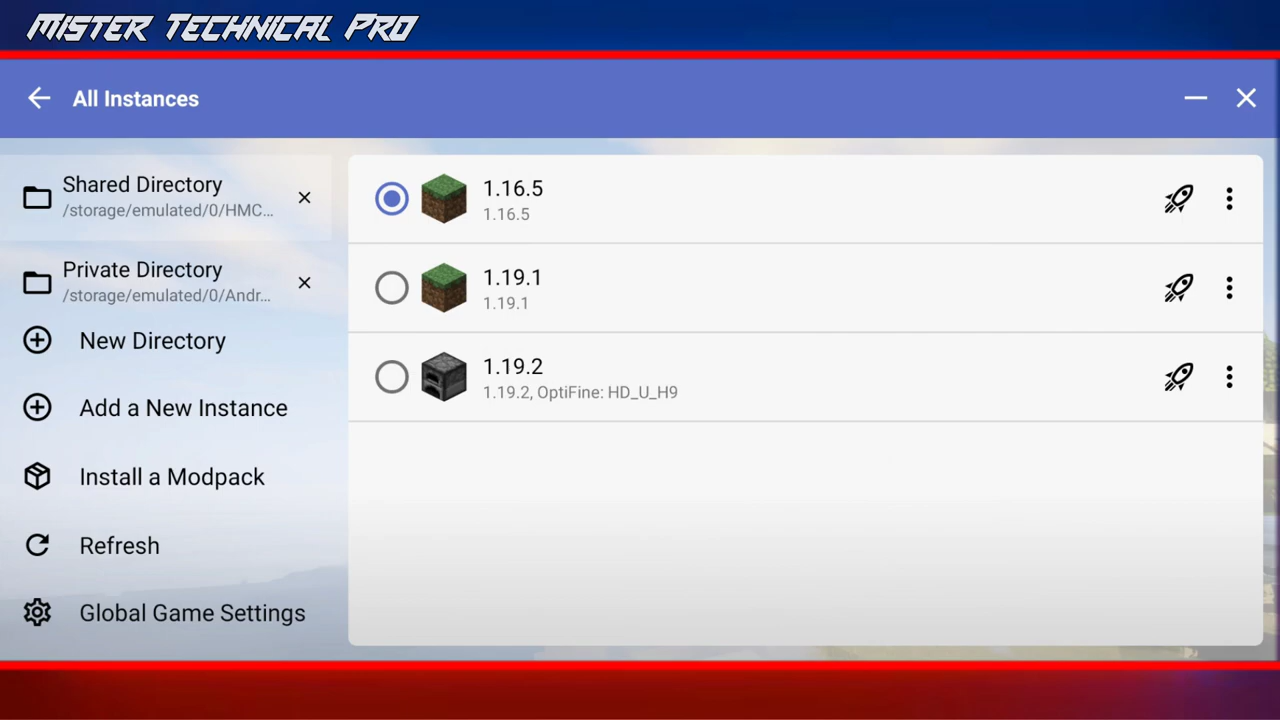 Mister Technical Pro
All Instances
Shared Directory
/storage/emulated/0/HMC...
Private Directory
/storage/emulated/0/Andr...
New Directory
Add a New Instance
Install a Modpack
Refresh
Global Game Settings
1.16.5
1.16.5
1.19.1
1.19.1
1.19.2
1.19.2, OptiFine: HD_U_H9